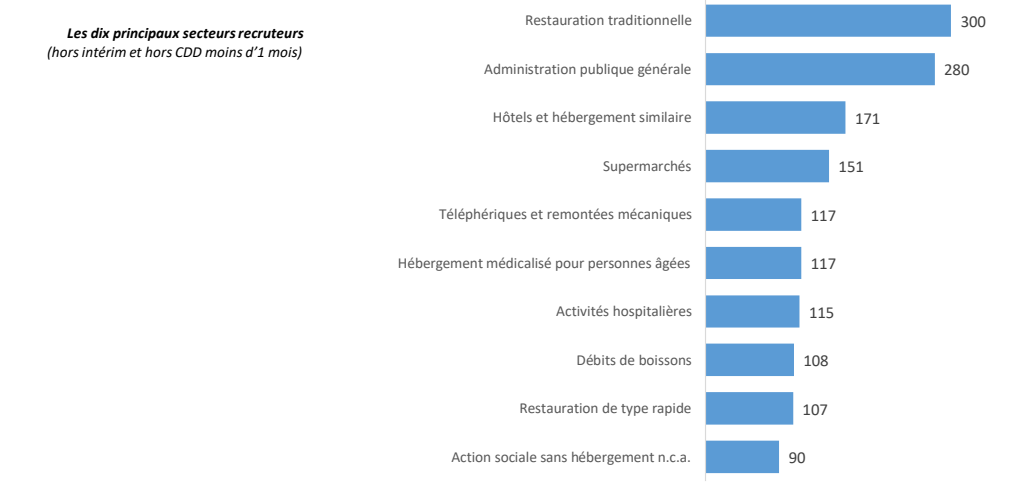 Les dix principaux secteurs recruteurs
(hors intérim et hors CDD moins d'1 mois)
Restauration traditionnelle 300
Administration publique générale 280
Hôtels et hébergement similaire 171
Supermarchés 151
Téléphériques et remontées mécaniques 117
Hébergement médicalisé pour personnes âgées 117
Activités hospitalières 115
Débits de boissons 108
Restauration de type rapide 107
Action sociale sans hébergement n.c.a. 90